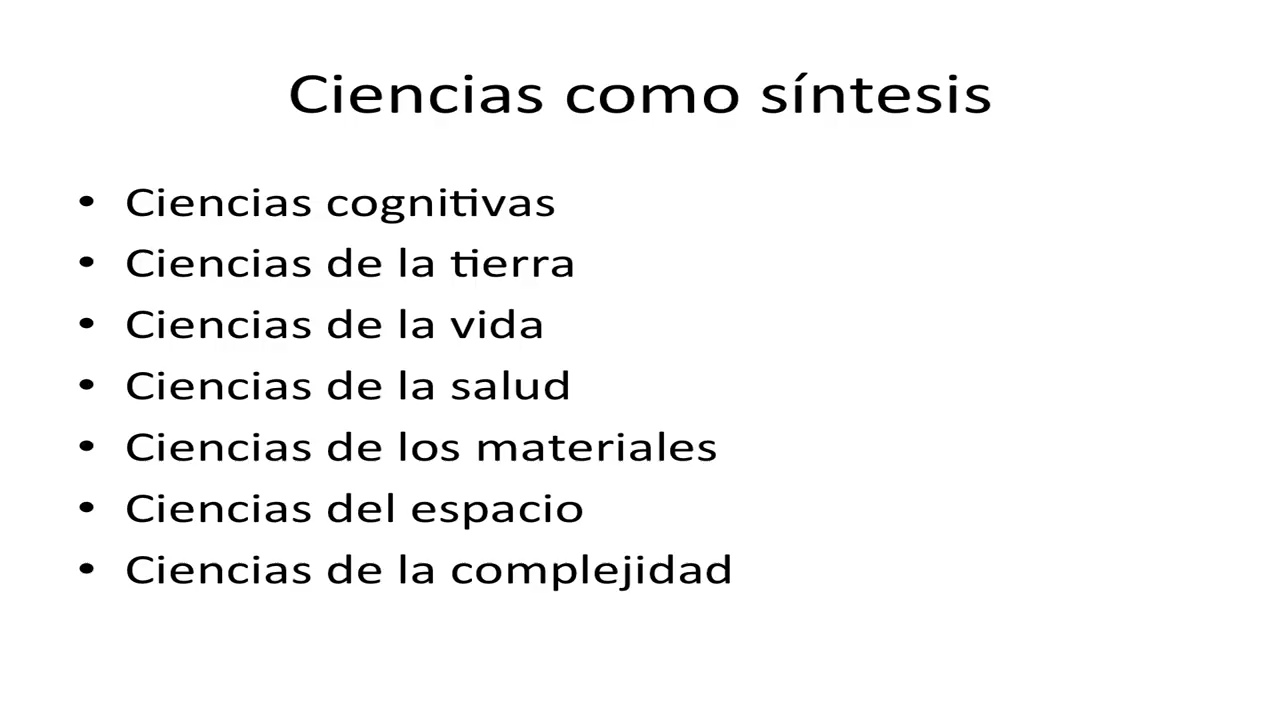 Ciencias como síntesis
• Ciencias cognitivas
• Ciencias de la tierra
• Ciencias de la vida
• Ciencias de la salud
• Ciencias de los materiales
• Ciencias del espacio
• Ciencias de la complejidad